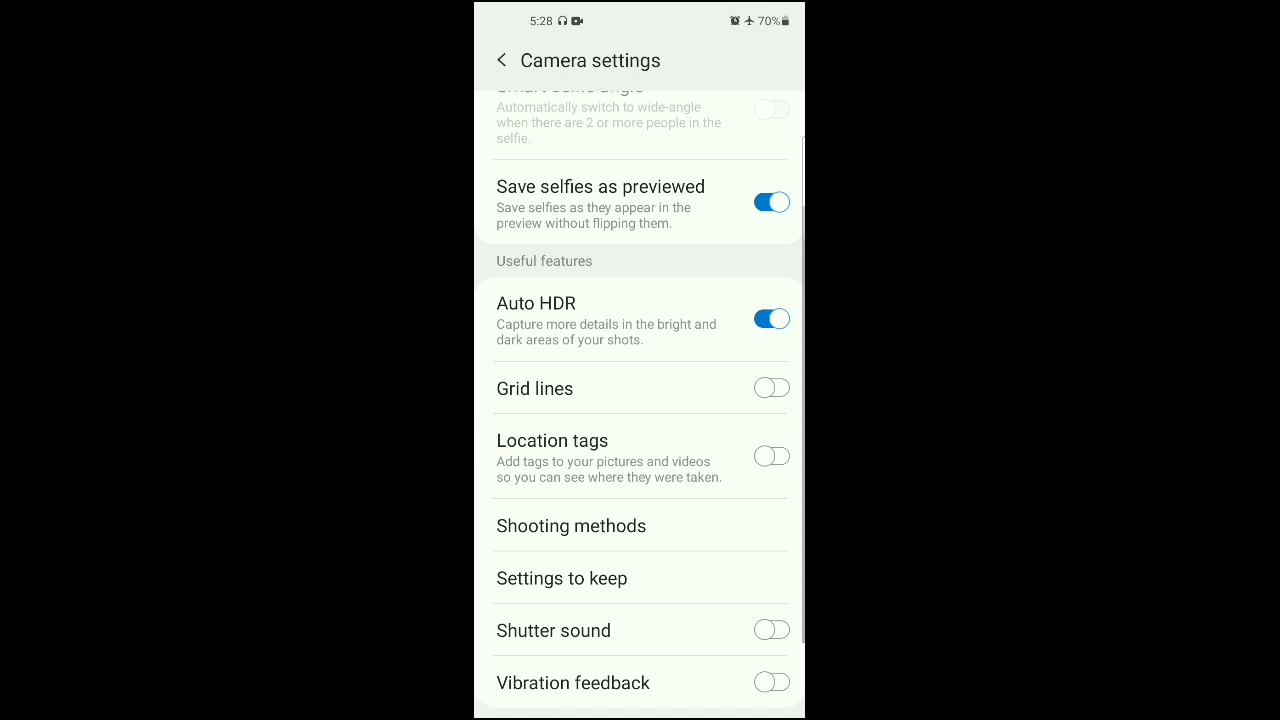 5:28 70%
Camera settings
Smart selfie angle
Automatically switch to wide-angle
when there are 2 or more people in the
selfie.
Save selfies as previewed
Save selfies as they appear in the
preview without flipping them.
Useful features
Auto HDR
Capture more details in the bright and
dark areas of your shots.
Grid lines
Location tags
Add tags to your pictures and videos
so you can see where they were taken.
Shooting methods
Settings to keep
Shutter sound
Vibration feedback